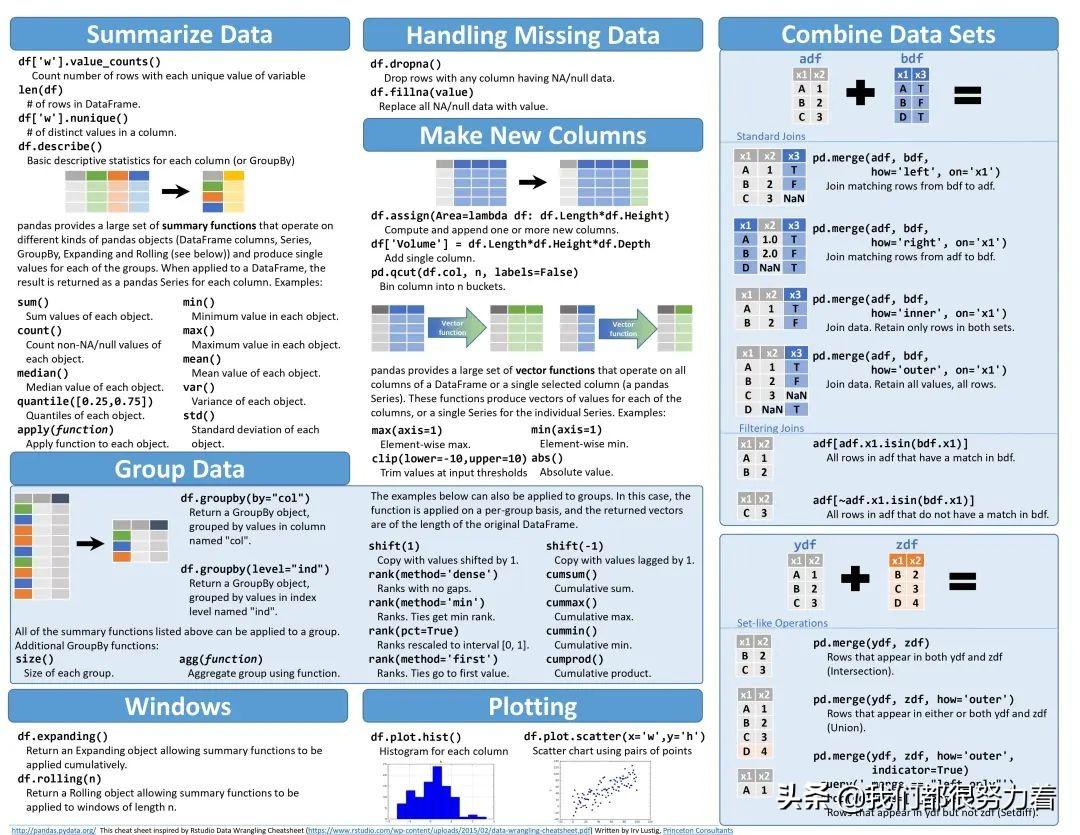 Summarize Data
df['w'].value_counts()
Count number of rows with each unique value of variable
len(df)
# of rows in DataFrame.
df['w'].nunique()
# of distinct values in a column.
df.describe()
Basic descriptive statistics for each column (or GroupBy)
pandas provides a large set of summary functions that operate on
different kinds of pandas objects (DataFrame columns, Series,
GroupBy, Expanding and Rolling (see below)) and produce single
values for each of the groups. When applied to a DataFrame, the
result is returned as a pandas Series for each column. Examples:
sum()
Sum values of each object.
count()
Count non-NA/null values of
each object.
median()
Median value of each object.
quantile([0.25,0.75])
Quantiles of each object.
apply(function)
Apply function to each object.
min()
Minimum value in each object.
max()
Maximum value in each object.
mean()
Mean value of each object.
var()
Variance of each object.
std()
Standard deviation of each
object.
Group Data
df.groupby(by="col")
Return a GroupBy object,
grouped by values in column
named "col".
df.groupby(level="ind")
Return a GroupBy object,
grouped by values in index
level named "ind".
All of the summary functions listed above can be applied to a group.
Additional GroupBy functions:
size()
Size of each group.
agg(function)
Aggregate group using function.
The examples below can also be applied to groups. In this case, the
function is applied on a per-group basis, and the returned vectors
are of the length of the original DataFrame.
shift(1)
Copy with values shifted by 1.
rank(method='dense')
Ranks with no gaps.
rank(method='min')
Ranks. Ties get min rank.
rank(pct=True)
Ranks rescaled to interval [0, 1].
rank(method='first')
Ranks. Ties go to first value.
shift(-1)
Copy with values lagged by 1.
cumsum()
Cumulative sum.
cummax()
Cumulative max.
cummin()
Cumulative min.
cumprod()
Cumulative product.
Windows
df.expanding()
Return an Expanding object allowing summary functions to be
applied cumulatively.
df.rolling(n)
Return a Rolling object allowing summary functions to be
applied to windows of length n.
Handling Missing Data
df.dropna()
Drop rows with any column having NA/null data.
df.fillna(value)
Replace all NA/null data with value.
Make New Columns
df.assign(Area=lambda df: df.Length*df.Height)
Compute and append one or more new columns.
df['Volume'] = df.Length*df.Height*df.Depth
Add single column.
pd.qcut(df.col, n, labels=False)
Bin column into n buckets.
Vector
function
Vector
function
pandas provides a large set of vector functions that operate on all
columns of a DataFrame or a single selected column (a pandas
Series). These functions produce vectors of values for each of the
columns, or a single Series for the individual Series. Examples:
max(axis=1)
Element-wise max.
clip(lower=-10,upper=10)
Trim values at input thresholds
min(axis=1)
Element-wise min.
abs()
Absolute value.
Plotting
df.plot.hist()
Histogram for each column
df.plot.scatter(x='w',y='h')
Scatter chart using pairs of points
Combine Data Sets
adf
x1 x2
A 1
B 2
C 3
bdf
x1 x3
A T
B F
D T
Standard Joins
x1 x2 x3
A 1 T
B 2 F
C 3 NaN
pd.merge(adf, bdf,
how='left', on='x1')
Join matching rows from bdf to adf.
x1 x2 x3
A 1.0 T
B 2.0 F
D NaN T
pd.merge(adf, bdf,
how='right', on='x1')
Join matching rows from adf to bdf.
x1 x2 x3
A 1 T
B 2 F
pd.merge(adf, bdf,
how='inner', on='x1')
Join data. Retain only rows in both sets.
x1 x2 x3
A 1 T
B 2 F
C 3 NaN
D NaN T
pd.merge(adf, bdf,
how='outer', on='x1')
Join data. Retain all values, all rows.
Filtering Joins
x1 x2
A 1
B 2
adf[adf.x1.isin(bdf.x1)]
All rows in adf that have a match in bdf.
x1 x2
C 3
adf[~adf.x1.isin(bdf.x1)]
All rows in adf that do not have a match in bdf.
ydf
x1 x2
A 1
B 2
C 3
zdf
x1 x2
B 2
C 3
D 4
Set-like Operations
x1 x2
B 2
C 3
pd.merge(ydf, zdf)
Rows that appear in both ydf and zdf
(Intersection).
x1 x2
A 1
B 2
C 3
D 4
pd.merge(ydf, zdf, how='outer')
Rows that appear in either or both ydf and zdf
(Union).
x1 x2
A 1
pd.merge(ydf, zdf, how='outer',
indicator=True)
Rows that appear in ydf but not zdf (Setdiff).
头条 @我们都很努力看
http://pandas.pydata.org/ This cheat sheet inspired by Rstudio Data Wrangling Cheatsheet (https://www.rstudio.com/wp-content/uploads/2015/02/data-wrangling-cheatsheet.pdf) Written by Irv Lustig, Princeton Consultants